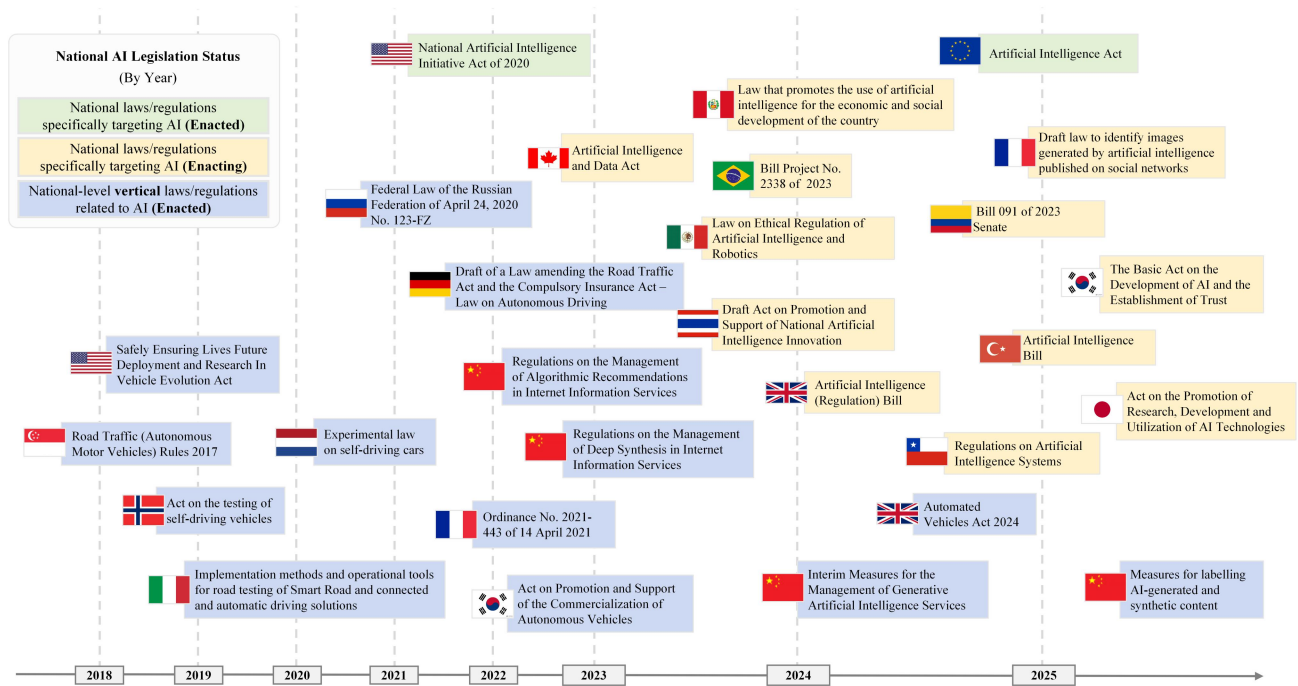 National AI Legislation Status
(By Year)
National laws/regulations
specifically targeting AI (Enacted)
National laws/regulations
specifically targeting AI (Enacting)
National-level vertical laws/regulations
related to AI (Enacted)
National Artificial Intelligence
Initiative Act of 2020
Artificial Intelligence Act
Law that promotes the use of artificial
intelligence for the economic and social
development of the country
Artificial Intelligence
and Data Act
Bill Project No.
2338 of 2023
Draft law to identify images
generated by artificial intelligence
published on social networks
Federal Law of the Russian
Federation of April 24, 2020
No. 123-FZ
Law on Ethical Regulation of
Artificial Intelligence and
Robotics
Bill 091 of 2023
Senate
Draft of a Law amending the Road Traffic
Act and the Compulsory Insurance Act –
Law on Autonomous Driving
The Basic Act on the
Development of AI and the
Establishment of Trust
Draft Act on Promotion and
Support of National Artificial
Intelligence Innovation
Safely Ensuring Lives Future
Deployment and Research In
Vehicle Evolution Act
Regulations on the Management
of Algorithmic Recommendations
in Internet Information Services
Artificial Intelligence
Bill
Artificial Intelligence
(Regulation) Bill
Act on the Promotion of
Research, Development and
Utilization of AI Technologies
Road Traffic (Autonomous
Motor Vehicles) Rules 2017
Experimental law
on self-driving cars
Regulations on the Management
of Deep Synthesis in Internet
Information Services
Regulations on Artificial
Intelligence Systems
Act on the testing of
self-driving vehicles
Ordinance No. 2021-
443 of 14 April 2021
Automated
Vehicles Act 2024
Implementation methods and operational tools
for road testing of Smart Road and connected
and automatic driving solutions
Act on Promotion and Support
of the Commercialization of
Autonomous Vehicles
Interim Measures for the
Management of Generative
Artificial Intelligence Services
Measures for labelling
AI-generated and
synthetic content
2018
2019
2020
2021
2022
2023
2024
2025